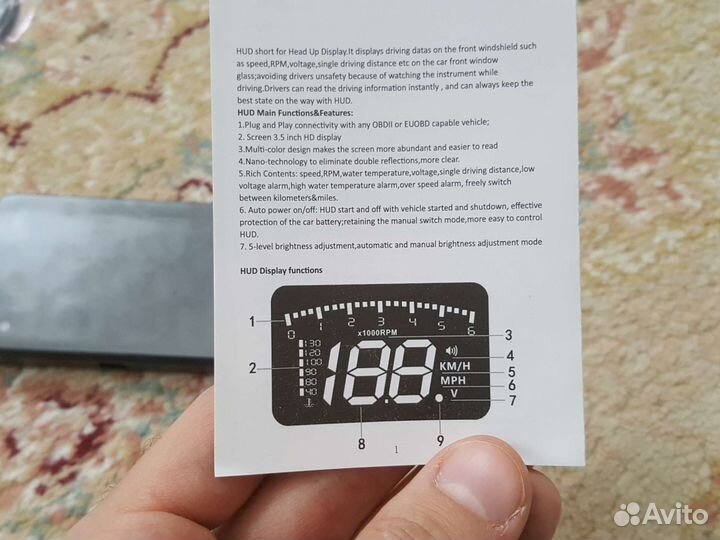 HUD short for Head Up Display.It displays driving datas on the front windshield such
as speed,RPM,voltage,single driving distance etc on the car front window
glass;avoiding drivers unsafety because of watching the instrument while
driving.Drivers can read the driving information instantly , and can always keep the
best state on the way with HUD.
HUD Main Functions&Features:
1.Plug and Play connectivity with any OBDII or EUOBD capable vehicle;
2. Screen 3.5 inch HD display
3.Multi-color design makes the screen more abundant and easier to read
4.Nano-technology to eliminate double reflections,more clear.
5.Rich Contents: speed,RPM,water temperature,voltage,single driving distance,low
voltage alarm,high water temperature alarm,over speed alarm, freely switch
between kilometers&miles.
6. Auto power on/off: HUD start and off with vehicle started and shutdown, effective
protection of the car battery;retaining the manual switch mode,more easy to control
HUD.
7. 5-level brightness adjustment,automatic and manual brightness adjustment mode
HUD Display functions
1
0 1 2 3 4 5 6
x1000RPM
3
130
120
100
90
80
40
2
188.
4
KM/H
5
MPH
6
V
7
8
9
1
Avito